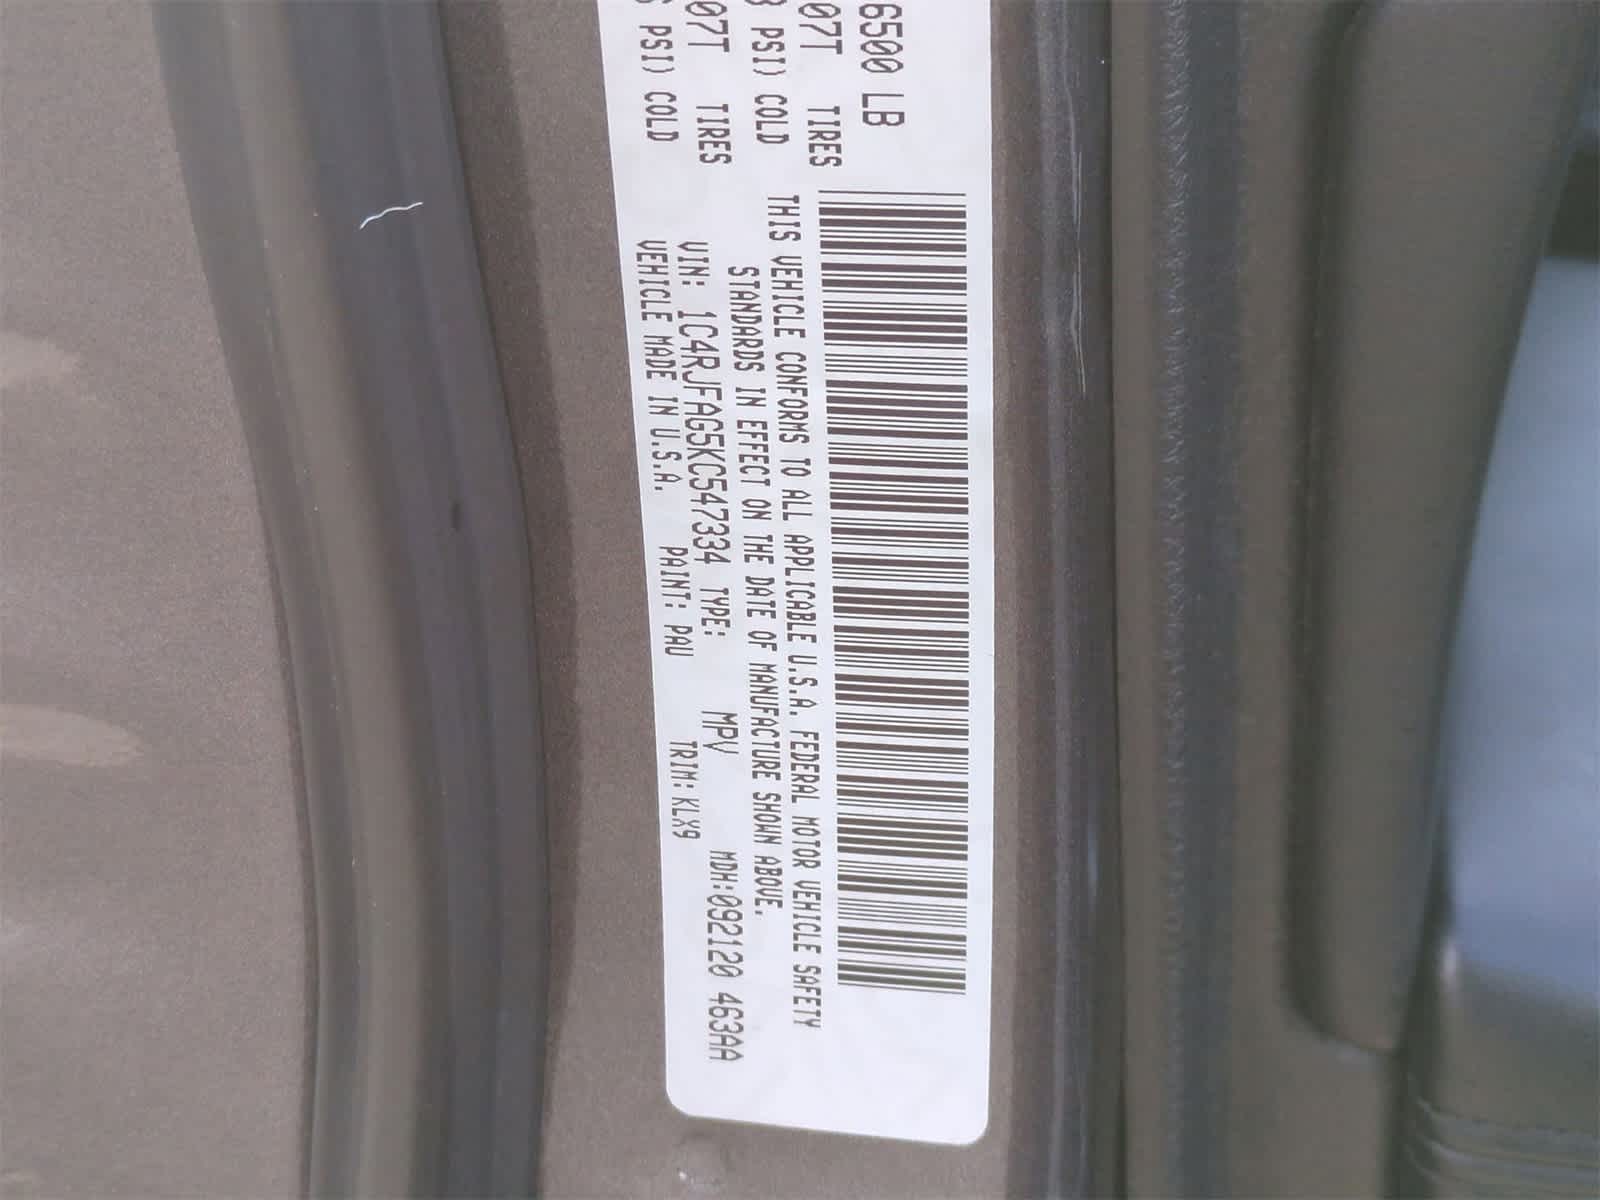 6500 LB
07T TIRES
3 PSI) COLD
07T TIRES
6 PSI) COLD
THIS VEHICLE CONFORMS TO ALL APPLICABLE U.S.A. FEDERAL MOTOR VEHICLE SAFETY
STANDARDS IN EFFECT ON THE DATE OF MANUFACTURE SHOWN ABOVE.
VIN: 1C4RJFAG5KC547334 TYPE: MPV MDH:092120 463AA
VEHICLE MADE IN U.S.A. PAINT: PAU TRIM: KLX9